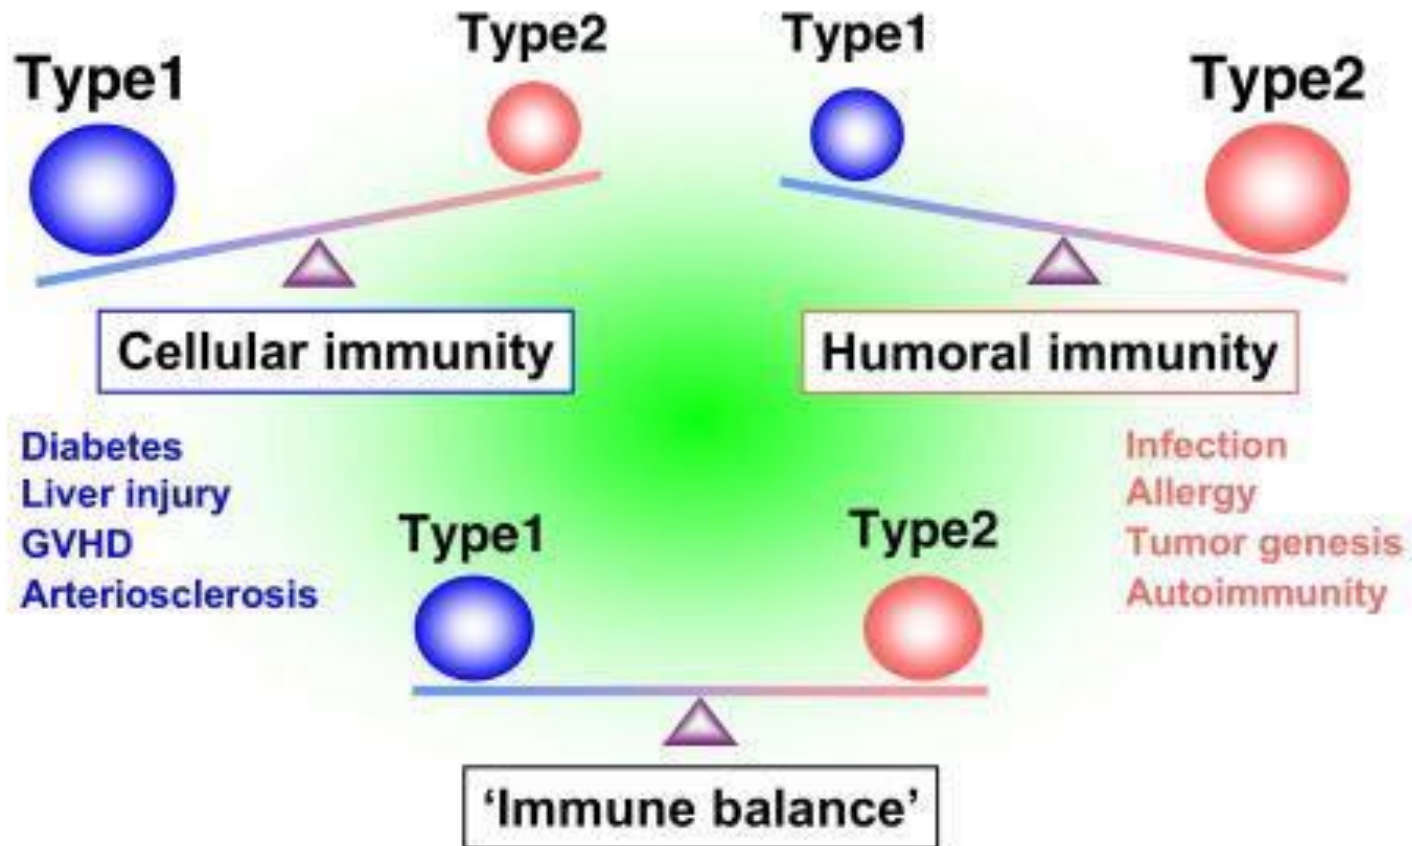 Type1
Type2
Type1
Type2
Cellular immunity
Humoral immunity
Diabetes
Liver injury
GVHD
Arteriosclerosis
Infection
Allergy
Tumor genesis
Autoimmunity
Type1
Type2
‘Immune balance’